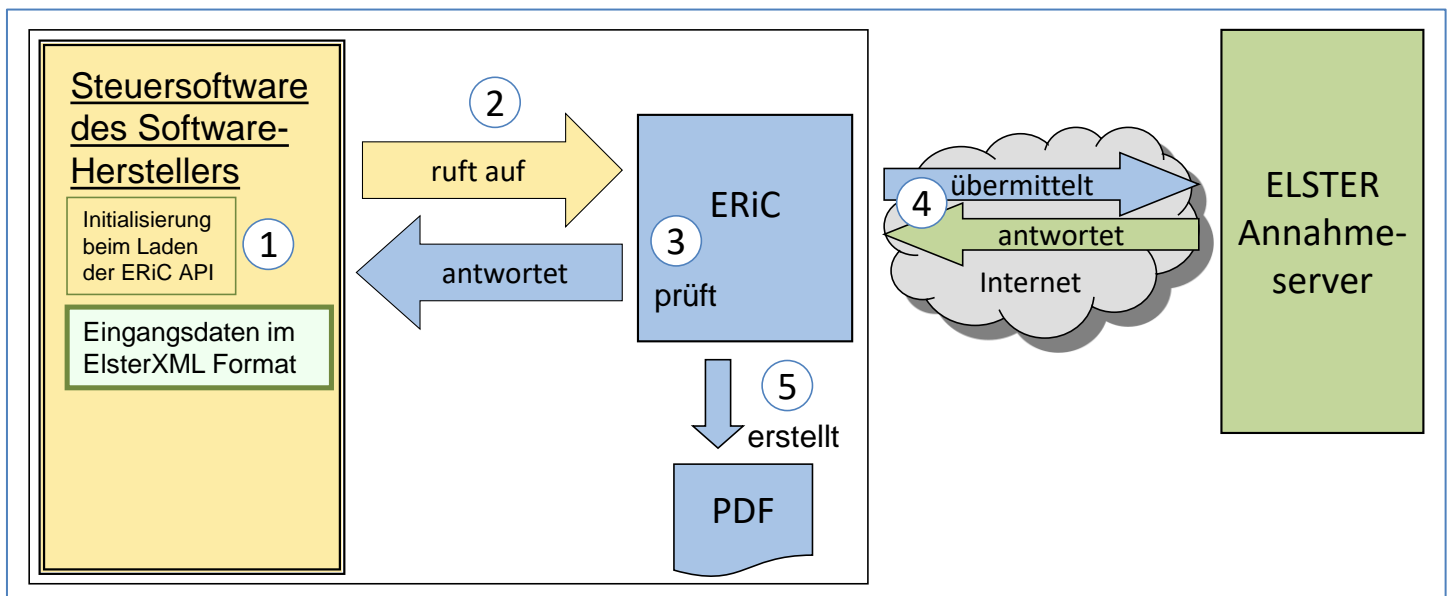 Steuersoftware
des Software-
Herstellers
Initialisierung
beim Laden
der ERiC API
1
Eingangsdaten im
ElsterXML Format
2
ruft auf
antwortet
ERiC
3
prüft
5
erstellt
PDF
übermittelt
4
antwortet
Internet
ELSTER
Annahme-
server